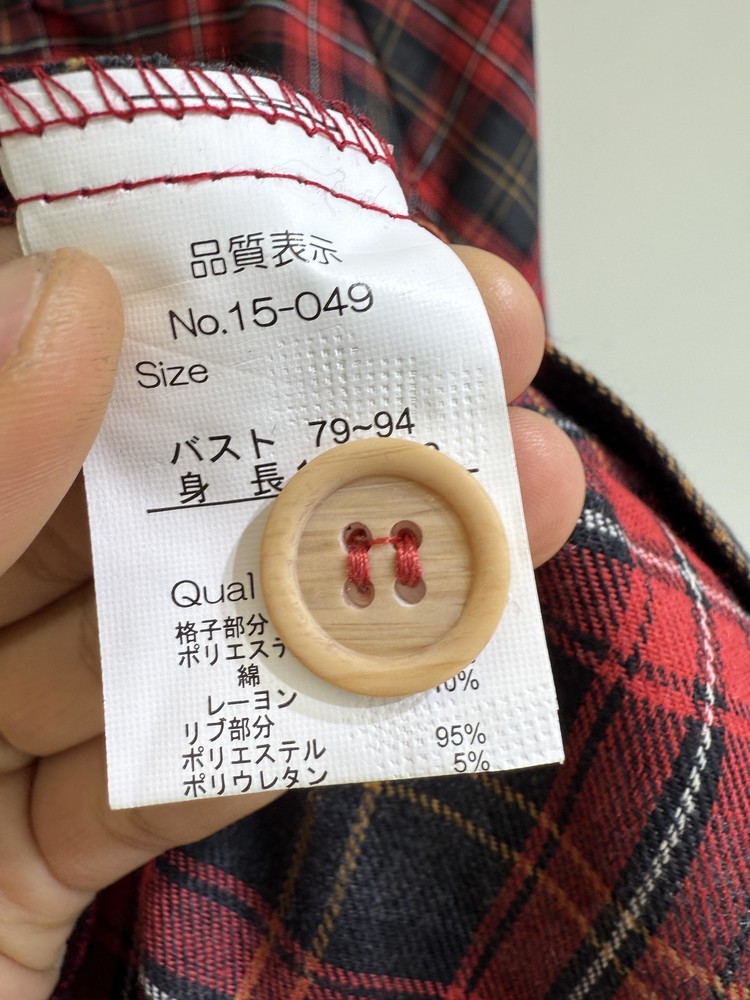 品質表示
No.15-049
Size
バスト 79~94
身 長
Qual
格子部分
ポリエステ
綿
レーヨン 10%
リブ部分
ポリエステル 95%
ポリウレタン 5%